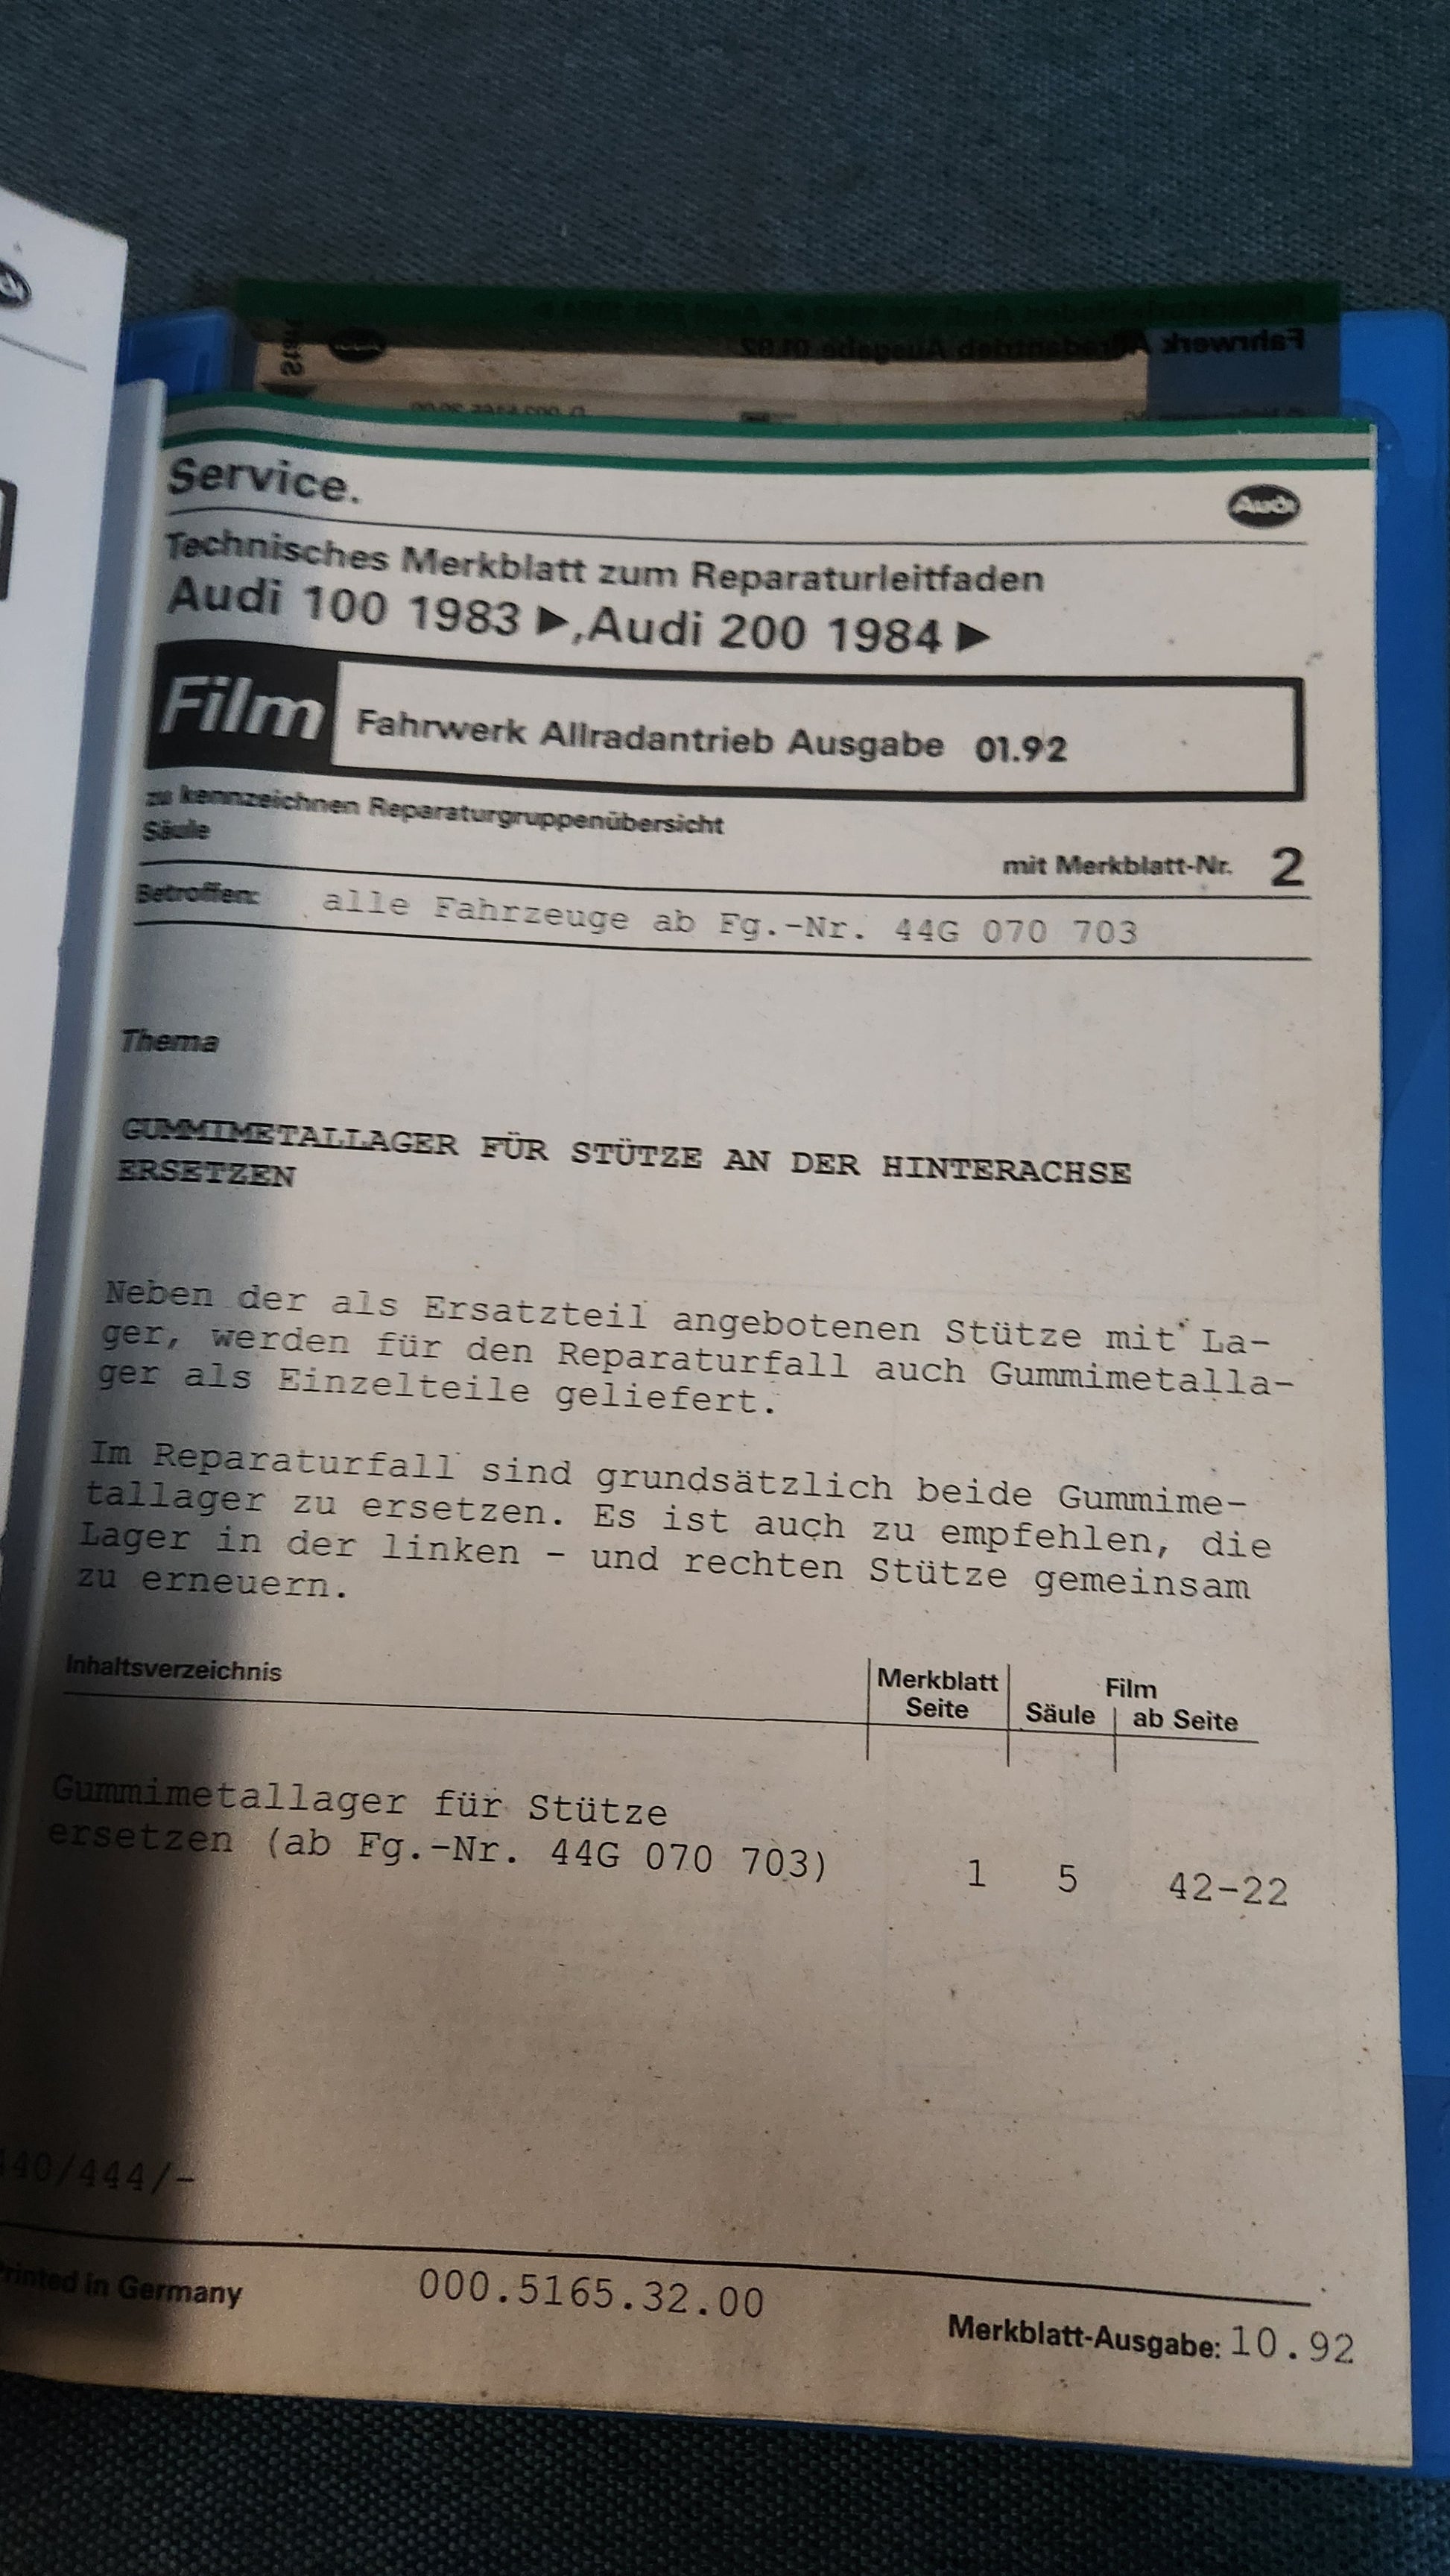 Fahrwerk Allradantrieb Ausgabe 01.92
Service.
Audi
Technisches Merkblatt zum Reparaturleitfaden
Audi 100 1983 ▶,Audi 200 1984 ▶
Film Fahrwerk Allradantrieb Ausgabe 01.92
zu kennzeichnen Reparaturgruppenübersicht
Säule
mit Merkblatt-Nr. 2
Betroffen: alle Fahrzeuge ab Fg.-Nr. 44G 070 703
Thema
GUMMIMETALLAGER FÜR STÜTZE AN DER HINTERACHSE
ERSETZEN
Neben der als Ersatzteil angebotenen Stütze mit La-
ger, werden für den Reparaturfall auch Gummimetalla-
ger als Einzelteile geliefert.
Im Reparaturfall sind grundsätzlich beide Gummime-
tallager zu ersetzen. Es ist auch zu empfehlen, die
Lager in der linken - und rechten Stütze gemeinsam
zu erneuern.
Inhaltsverzeichnis Merkblatt Film
Seite Säule ab Seite
Gummimetallager für Stütze
ersetzen (ab Fg.-Nr. 44G 070 703) 1 5 42-22
40/444/-
Printed in Germany 000.5165.32.00
Merkblatt-Ausgabe: 10.92